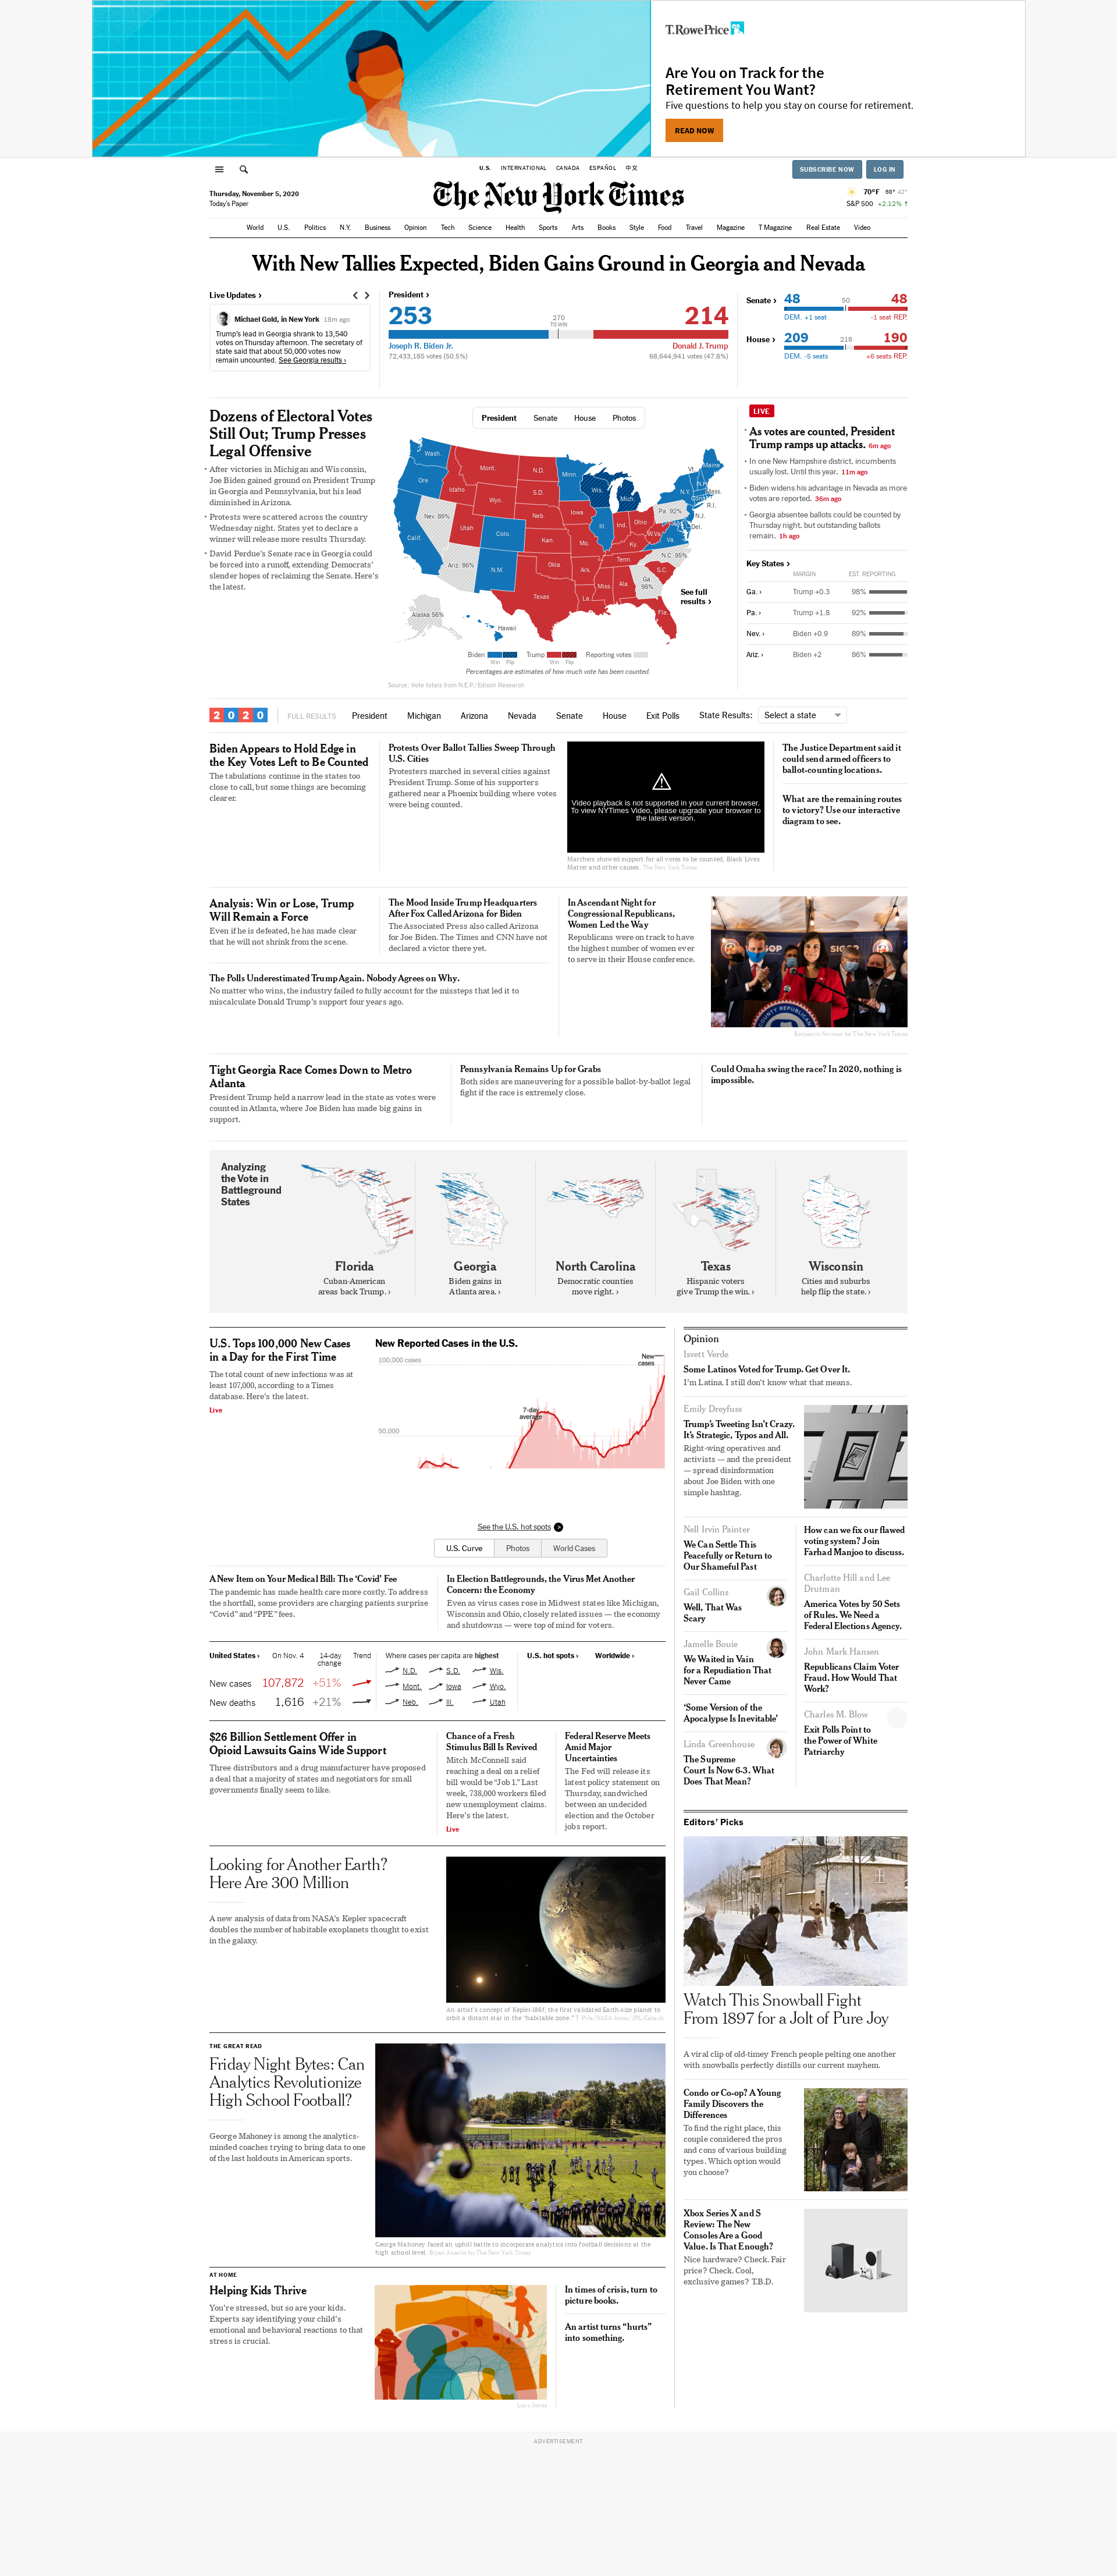 T.RowePrice
Are You on Track for the
Retirement You Want?
Five questions to help you stay on course for retirement.
READ NOW
U.S. INTERNATIONAL CANADA ESPAÑOL 中文
SUBSCRIBE NOW LOG IN
Thursday, November 5, 2020
Today's Paper
The New York Times
70°F 68° 42°
S&P 500 +2.12% ↑
World U.S. Politics N.Y. Business Opinion Tech Science Health Sports Arts Books Style Food Travel Magazine T Magazine Real Estate Video
With New Tallies Expected, Biden Gains Ground in Georgia and Nevada
Live Updates ›
Michael Gold, in New York 18m ago
Trump's lead in Georgia shrank to 13,540
votes on Thursday afternoon. The secretary of
state said that about 50,000 votes now
remain uncounted. See Georgia results ›
President ›
253
270
TO WIN
214
Joseph R. Biden Jr.
Donald J. Trump
72,433,185 votes (50.5%)
68,644,941 votes (47.8%)
Senate › 48 50 48
DEM. +1 seat -1 seat REP.
House › 209 218 190
DEM. -5 seats +6 seats REP.
Dozens of Electoral Votes
Still Out; Trump Presses
Legal Offensive
• After victories in Michigan and Wisconsin,
Joe Biden gained ground on President Trump
in Georgia and Pennsylvania, but his lead
diminished in Arizona.
• Protests were scattered across the country
Wednesday night. States yet to declare a
winner will release more results Thursday.
• David Perdue's Senate race in Georgia could
be forced into a runoff, extending Democrats'
slender hopes of reclaiming the Senate. Here's
the latest.
President Senate House Photos
Wash.
Mont.
N.D.
Minn.
Vt.
Maine
Ore.
Idaho
S.D.
Wis.
Mich.
N.Y.
N.H.
Mass.
Conn.
R.I.
Wyo.
Nev. 89%
Neb.
Iowa
Pa. 92%
N.J.
Del.
Utah
Colo.
Ill.
Ind.
Ohio
W.Va.
Va.
Calif.
Kan.
Mo.
Ky.
N.C. 95%
Ariz. 86%
N.M.
Okla.
Ark.
Tenn.
S.C.
Miss.
Ala.
Ga.
98%
Texas
La.
Fla.
Alaska 56%
Hawaii
See full
results ›
Biden Trump Reporting votes
Win Flip Win Flip
Percentages are estimates of how much vote has been counted.
Source: Vote totals from N.E.P./Edison Research
LIVE
• As votes are counted, President
Trump ramps up attacks. 6m ago
• In one New Hampshire district, incumbents
usually lost. Until this year. 11m ago
• Biden widens his advantage in Nevada as more
votes are reported. 36m ago
• Georgia absentee ballots could be counted by
Thursday night, but outstanding ballots
remain. 1h ago
Key States ›
MARGIN EST. REPORTING
Ga. › Trump +0.3 98%
Pa. › Trump +1.8 92%
Nev. › Biden +0.9 89%
Ariz. › Biden +2 86%
2020 FULL RESULTS President Michigan Arizona Nevada Senate House Exit Polls State Results: Select a state
Biden Appears to Hold Edge in
the Key Votes Left to Be Counted
The tabulations continue in the states too
close to call, but some things are becoming
clearer.
Protests Over Ballot Tallies Sweep Through
U.S. Cities
Protesters marched in several cities against
President Trump. Some of his supporters
gathered near a Phoenix building where votes
were being counted.
Video playback is not supported in your current browser.
To view NYTimes Video, please upgrade your browser to
the latest version.
Marchers showed support for all votes to be counted, Black Lives
Matter and other causes. The New York Times
The Justice Department said it
could send armed officers to
ballot-counting locations.
What are the remaining routes
to victory? Use our interactive
diagram to see.
Analysis: Win or Lose, Trump
Will Remain a Force
Even if he is defeated, he has made clear
that he will not shrink from the scene.
The Mood Inside Trump Headquarters
After Fox Called Arizona for Biden
The Associated Press also called Arizona
for Joe Biden. The Times and CNN have not
declared a victor there yet.
The Polls Underestimated Trump Again. Nobody Agrees on Why.
No matter who wins, the industry failed to fully account for the missteps that led it to
miscalculate Donald Trump's support four years ago.
In Ascendant Night for
Congressional Republicans,
Women Led the Way
Republicans were on track to have
the highest number of women ever
to serve in their House conference.
SIGOP
COUNTY REPUBLICAN
Benjamin Norman for The New York Times
Tight Georgia Race Comes Down to Metro
Atlanta
President Trump held a narrow lead in the state as votes were
counted in Atlanta, where Joe Biden has made big gains in
support.
Pennsylvania Remains Up for Grabs
Both sides are maneuvering for a possible ballot-by-ballot legal
fight if the race is extremely close.
Could Omaha swing the race? In 2020, nothing is
impossible.
Analyzing
the Vote in
Battleground
States
Florida
Cuban-American
areas back Trump. ›
Georgia
Biden gains in
Atlanta area. ›
North Carolina
Democratic counties
move right. ›
Texas
Hispanic voters
give Trump the win. ›
Wisconsin
Cities and suburbs
help flip the state. ›
U.S. Tops 100,000 New Cases
in a Day for the First Time
The total count of new infections was at
least 107,000, according to a Times
database. Here's the latest.
Live
New Reported Cases in the U.S.
100,000 cases
New
cases
7-day
average
50,000
See the U.S. hot spots
U.S. Curve Photos World Cases
A New Item on Your Medical Bill: The 'Covid' Fee
The pandemic has made health care more costly. To address
the shortfall, some providers are charging patients surprise
"Covid" and "PPE" fees.
In Election Battlegrounds, the Virus Met Another
Concern: the Economy
Even as virus cases rose in Midwest states like Michigan,
Wisconsin and Ohio, closely related issues — the economy
and shutdowns — were top of mind for voters.
United States › On Nov. 4 14-day
change Trend
New cases 107,872 +51%
New deaths 1,616 +21%
Where cases per capita are highest
N.D. S.D. Wis.
Mont. Iowa Wyo.
Neb. Ill. Utah
U.S. hot spots › Worldwide ›
$26 Billion Settlement Offer in
Opioid Lawsuits Gains Wide Support
Three distributors and a drug manufacturer have proposed
a deal that a majority of states and negotiators for small
governments finally seem to like.
Chance of a Fresh
Stimulus Bill Is Revived
Mitch McConnell said
reaching a deal on a relief
bill would be "Job 1." Last
week, 738,000 workers filed
new unemployment claims.
Here's the latest.
Live
Federal Reserve Meets
Amid Major
Uncertainties
The Fed will release its
latest policy statement on
Thursday, sandwiched
between an undecided
election and the October
jobs report.
Looking for Another Earth?
Here Are 300 Million
A new analysis of data from NASA's Kepler spacecraft
doubles the number of habitable exoplanets thought to exist
in the galaxy.
An artist's concept of Kepler-186f, the first validated Earth-size planet to
orbit a distant star in the "habitable zone." T. Pyle/NASA Ames/JPL-Caltech
THE GREAT READ
Friday Night Bytes: Can
Analytics Revolutionize
High School Football?
George Mahoney is among the analytics-
minded coaches trying to bring data to one
of the last holdouts in American sports.
George Mahoney faced an uphill battle to incorporate analytics into football decisions at the
high school level. Bryan Anselm for The New York Times
AT HOME
Helping Kids Thrive
You're stressed, but so are your kids.
Experts say identifying your child's
emotional and behavioral reactions to that
stress is crucial.
Lucy Jones
In times of crisis, turn to
picture books.
An artist turns "hurts"
into something.
Opinion
Isvett Verde
Some Latinos Voted for Trump. Get Over It.
I'm Latina. I still don't know what that means.
Emily Dreyfuss
Trump's Tweeting Isn't Crazy.
It's Strategic, Typos and All.
Right-wing operatives and
activists — and the president
— spread disinformation
about Joe Biden with one
simple hashtag.
Nell Irvin Painter
We Can Settle This
Peacefully or Return to
Our Shameful Past
Gail Collins
Well, That Was
Scary
Jamelle Bouie
We Waited in Vain
for a Repudiation That
Never Came
'Some Version of the
Apocalypse Is Inevitable'
Linda Greenhouse
The Supreme
Court Is Now 6-3. What
Does That Mean?
How can we fix our flawed
voting system? Join
Farhad Manjoo to discuss.
Charlotte Hill and Lee
Drutman
America Votes by 50 Sets
of Rules. We Need a
Federal Elections Agency.
John Mark Hansen
Republicans Claim Voter
Fraud. How Would That
Work?
Charles M. Blow
Exit Polls Point to
the Power of White
Patriarchy
Editors' Picks
Watch This Snowball Fight
From 1897 for a Jolt of Pure Joy
A viral clip of old-timey French people pelting one another
with snowballs perfectly distills our current mayhem.
Condo or Co-op? A Young
Family Discovers the
Differences
To find the right place, this
couple considered the pros
and cons of various building
types. Which option would
you choose?
Xbox Series X and S
Review: The New
Consoles Are a Good
Value. Is That Enough?
Nice hardware? Check. Fair
price? Check. Cool,
exclusive games? T.B.D.
ADVERTISEMENT